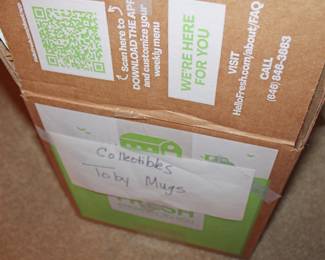 Scan here to
DOWNLOAD THE APP
and customize your
weekly menu
WE'RE HERE
FOR YOU
VISIT
HelloFresh.com/about/FAQ
CALL
(646) 846-3663
Collectibles
Toby Mugs
FRESH